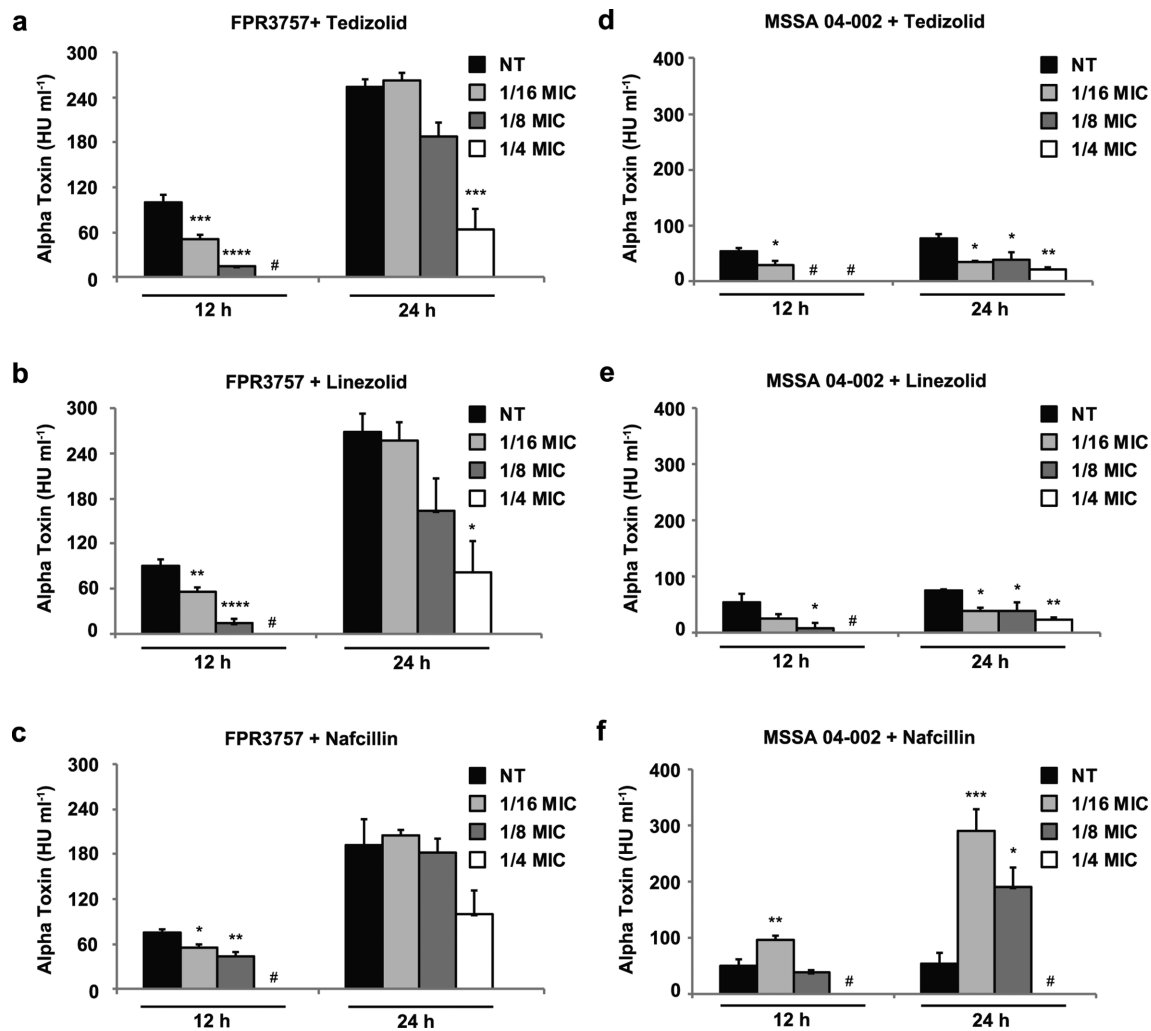 a
FPR3757+ Tedizolid
Alpha Toxin (HU ml-1)
300
240
180
120
60
0
NT
1/16 MIC
1/8 MIC
1/4 MIC
***
****
#
***
12 h
24 h
b
FPR3757 + Linezolid
Alpha Toxin (HU ml-1)
300
240
180
120
60
0
NT
1/16 MIC
1/8 MIC
1/4 MIC
**
****
#
*
12 h
24 h
c
FPR3757 + Nafcillin
Alpha Toxin (HU ml-1)
300
240
180
120
60
0
NT
1/16 MIC
1/8 MIC
1/4 MIC
*
**
#
12 h
24 h
d
MSSA 04-002 + Tedizolid
Alpha Toxin (HU ml-1)
400
300
200
100
0
NT
1/16 MIC
1/8 MIC
1/4 MIC
*
#
#
*
*
**
12 h
24 h
e
MSSA 04-002 + Linezolid
Alpha Toxin (HU ml-1)
400
300
200
100
0
NT
1/16 MIC
1/8 MIC
1/4 MIC
*
#
*
*
**
12 h
24 h
f
MSSA 04-002 + Nafcillin
Alpha Toxin (HU ml-1)
400
300
200
100
0
NT
1/16 MIC
1/8 MIC
1/4 MIC
**
#
***
*
#
12 h
24 h